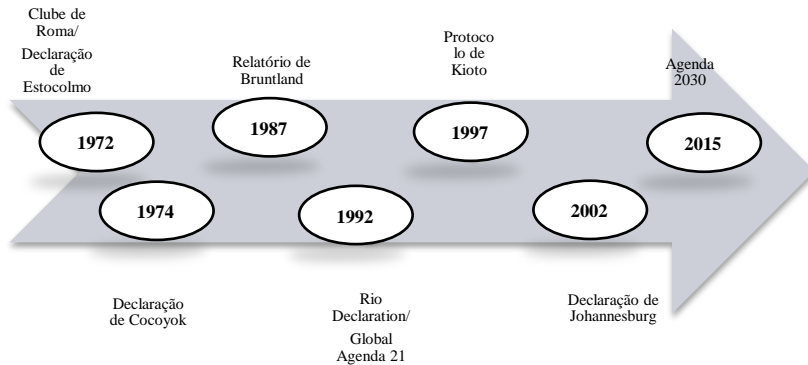 Clube de
Roma/
Declaração
de
Estocolmo
Relatório de
Bruntland
Protoco
lo de
Kioto
Agenda
2030
1972
1987
1997
2015
1974
1992
2002
Declaração
de Cocoyok
Rio
Declaration/
Global
Agenda 21
Declaração de
Johannesburg